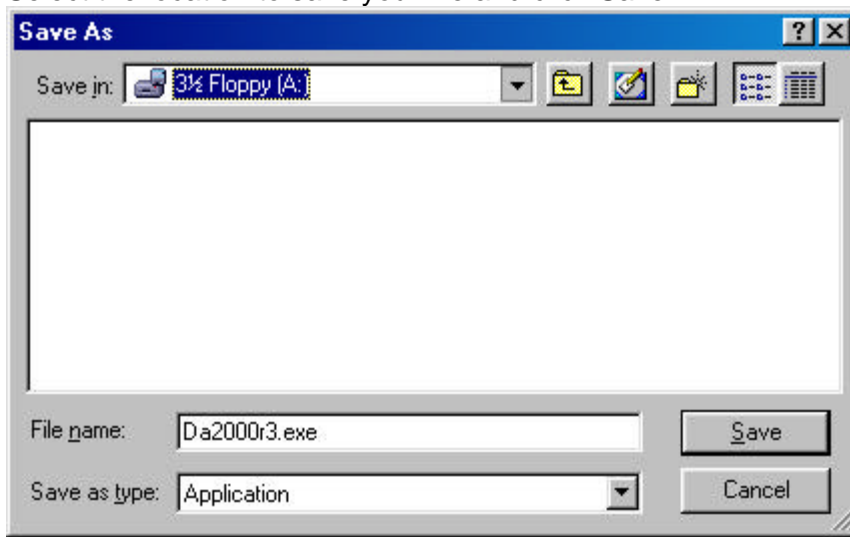 Save As
Save in: 3½ Floppy (A:)
File name: Da2000r3.exe Save
Save as type: Application Cancel